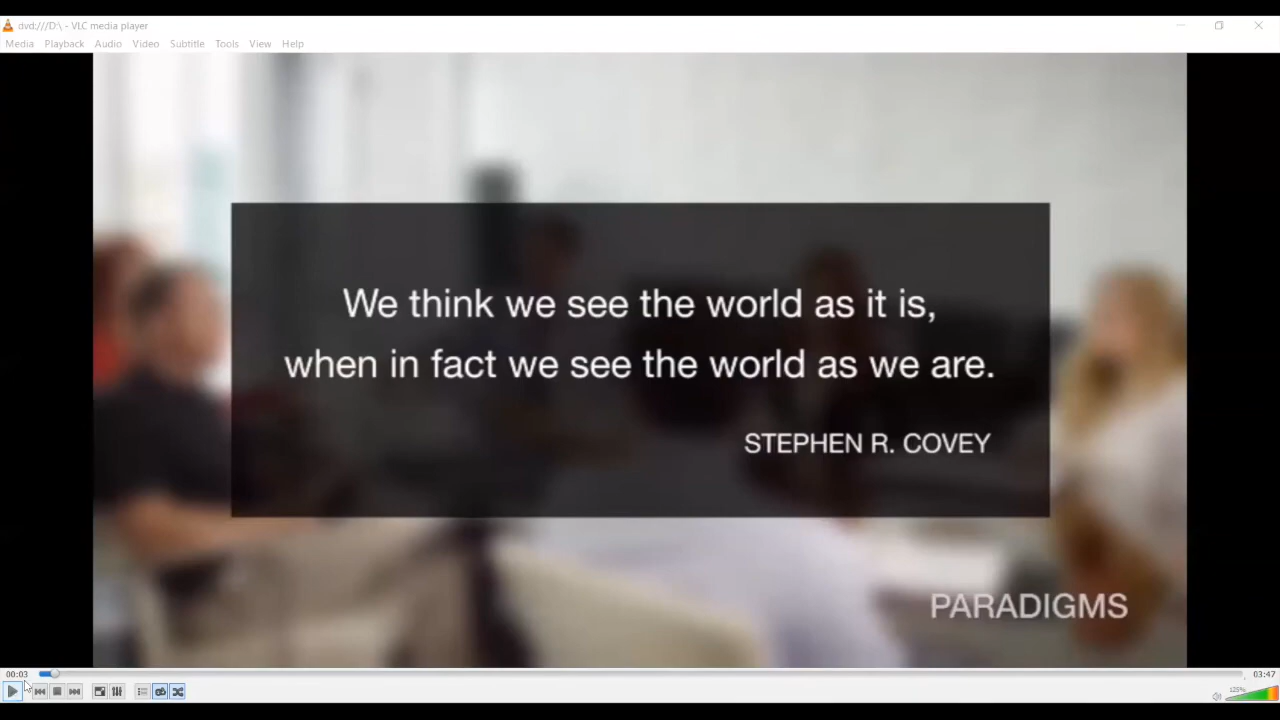 dvd:///D:\ - VLC media player
Media Playback Audio Video Subtitle Tools View Help
We think we see the world as it is,
when in fact we see the world as we are.
STEPHEN R. COVEY
PARADIGMS
00:03
03:47
125%